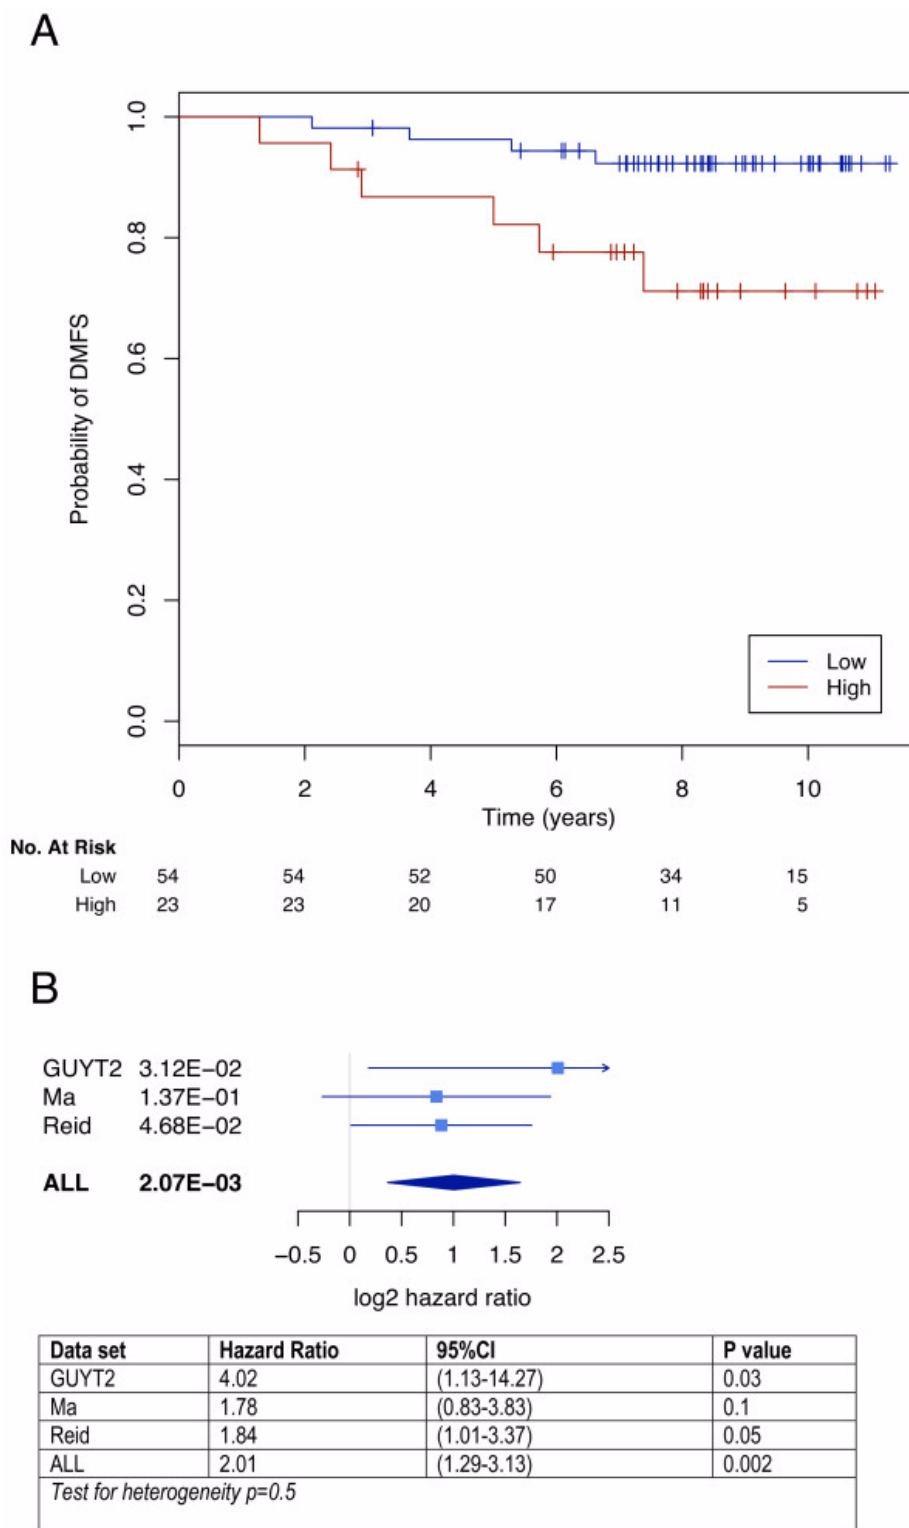 A
Probability of DMFS
1.0
0.8
0.6
0.4
0.2
0.0
Low
High
0 2 4 6 8 10
Time (years)
No. At Risk
Low 54 54 52 50 34 15
High 23 23 20 17 11 5
B
GUYT2 3.12E−02
Ma 1.37E−01
Reid 4.68E−02
ALL 2.07E−03
−0.5 0 0.5 1 1.5 2 2.5
log2 hazard ratio
Data set Hazard Ratio 95%CI P value
GUYT2 4.02 (1.13-14.27) 0.03
Ma 1.78 (0.83-3.83) 0.1
Reid 1.84 (1.01-3.37) 0.05
ALL 2.01 (1.29-3.13) 0.002
Test for heterogeneity p=0.5